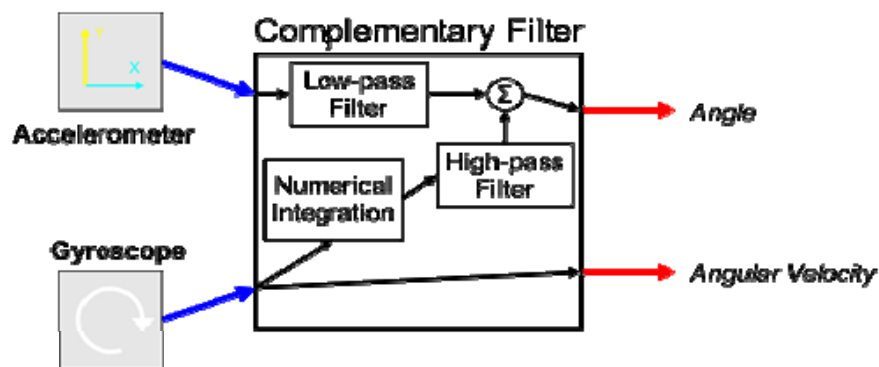 Complementary Filter
Y
X
Low-pass
Filter
Σ
Angle
Accelerometer
Numerical
Integration
High-pass
Filter
Gyroscope
Angular Velocity